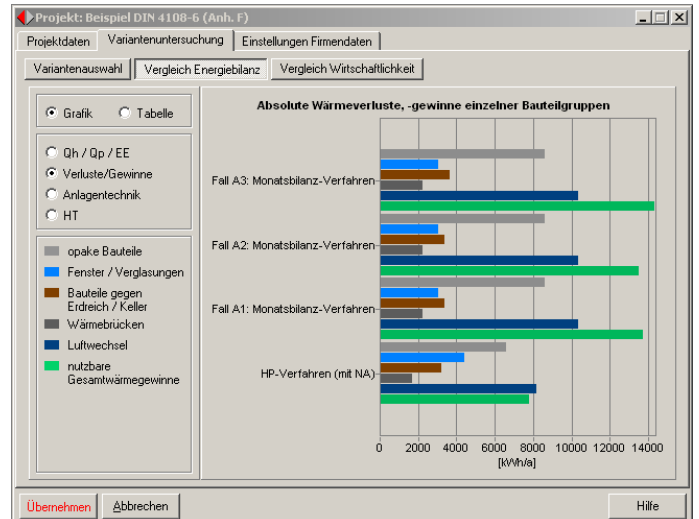 Projekt: Beispiel DIN 4108-6 (Anh. F)
Projektdaten
Variantenuntersuchung
Einstellungen Firmendaten
Variantenauswahl
Vergleich Energiebilanz
Vergleich Wirtschaftlichkeit
Grafik
Tabelle
Qh / Qp / EE
Verluste/Gewinne
Anlagentechnik
HT
opake Bauteile
Fenster / Verglasungen
Bauteile gegen
Erdreich / Keller
Wärmebrücken
Luftwechsel
nutzbare
Gesamtwärmegewinne
Absolute Wärmeverluste, -gewinne einzelner Bauteilgruppen
Fall A3: Monatsbilanz-Verfahren
Fall A2: Monatsbilanz-Verfahren
Fall A1: Monatsbilanz-Verfahren
HP-Verfahren (mit NA)
0 2000 4000 6000 8000 10000 12000 14000
[kWh/a]
Übernehmen
Abbrechen
Hilfe